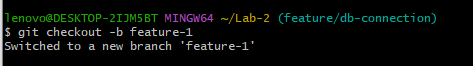 lenovo@DESKTOP-2IJM5BT MINGW64 ~/Lab-2 (feature/db-connection)
$ git checkout -b feature-1
Switched to a new branch 'feature-1'